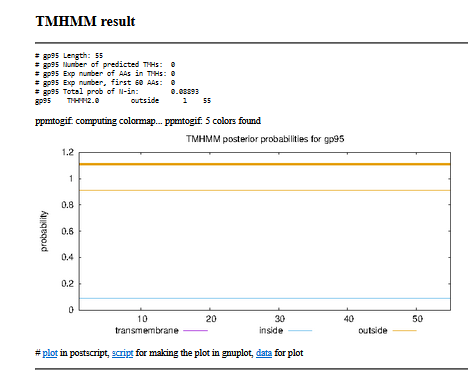 TMHMM result
# gp95 Length: 55
# gp95 Number of predicted TMHs: 0
# gp95 Exp number of AAs in TMHs: 0
# gp95 Exp number, first 60 AAs: 0
# gp95 Total prob of N-in: 0.08893
gp95 TMHMM2.0 outside 1 55
ppmtogif: computing colormap... ppmtogif: 5 colors found
TMHMM posterior probabilities for gp95
1.2
1
0.8
0.6
0.4
0.2
0
probability
10 20 30 40 50
transmembrane inside outside
# plot in postscript, script for making the plot in gnuplot, data for plot